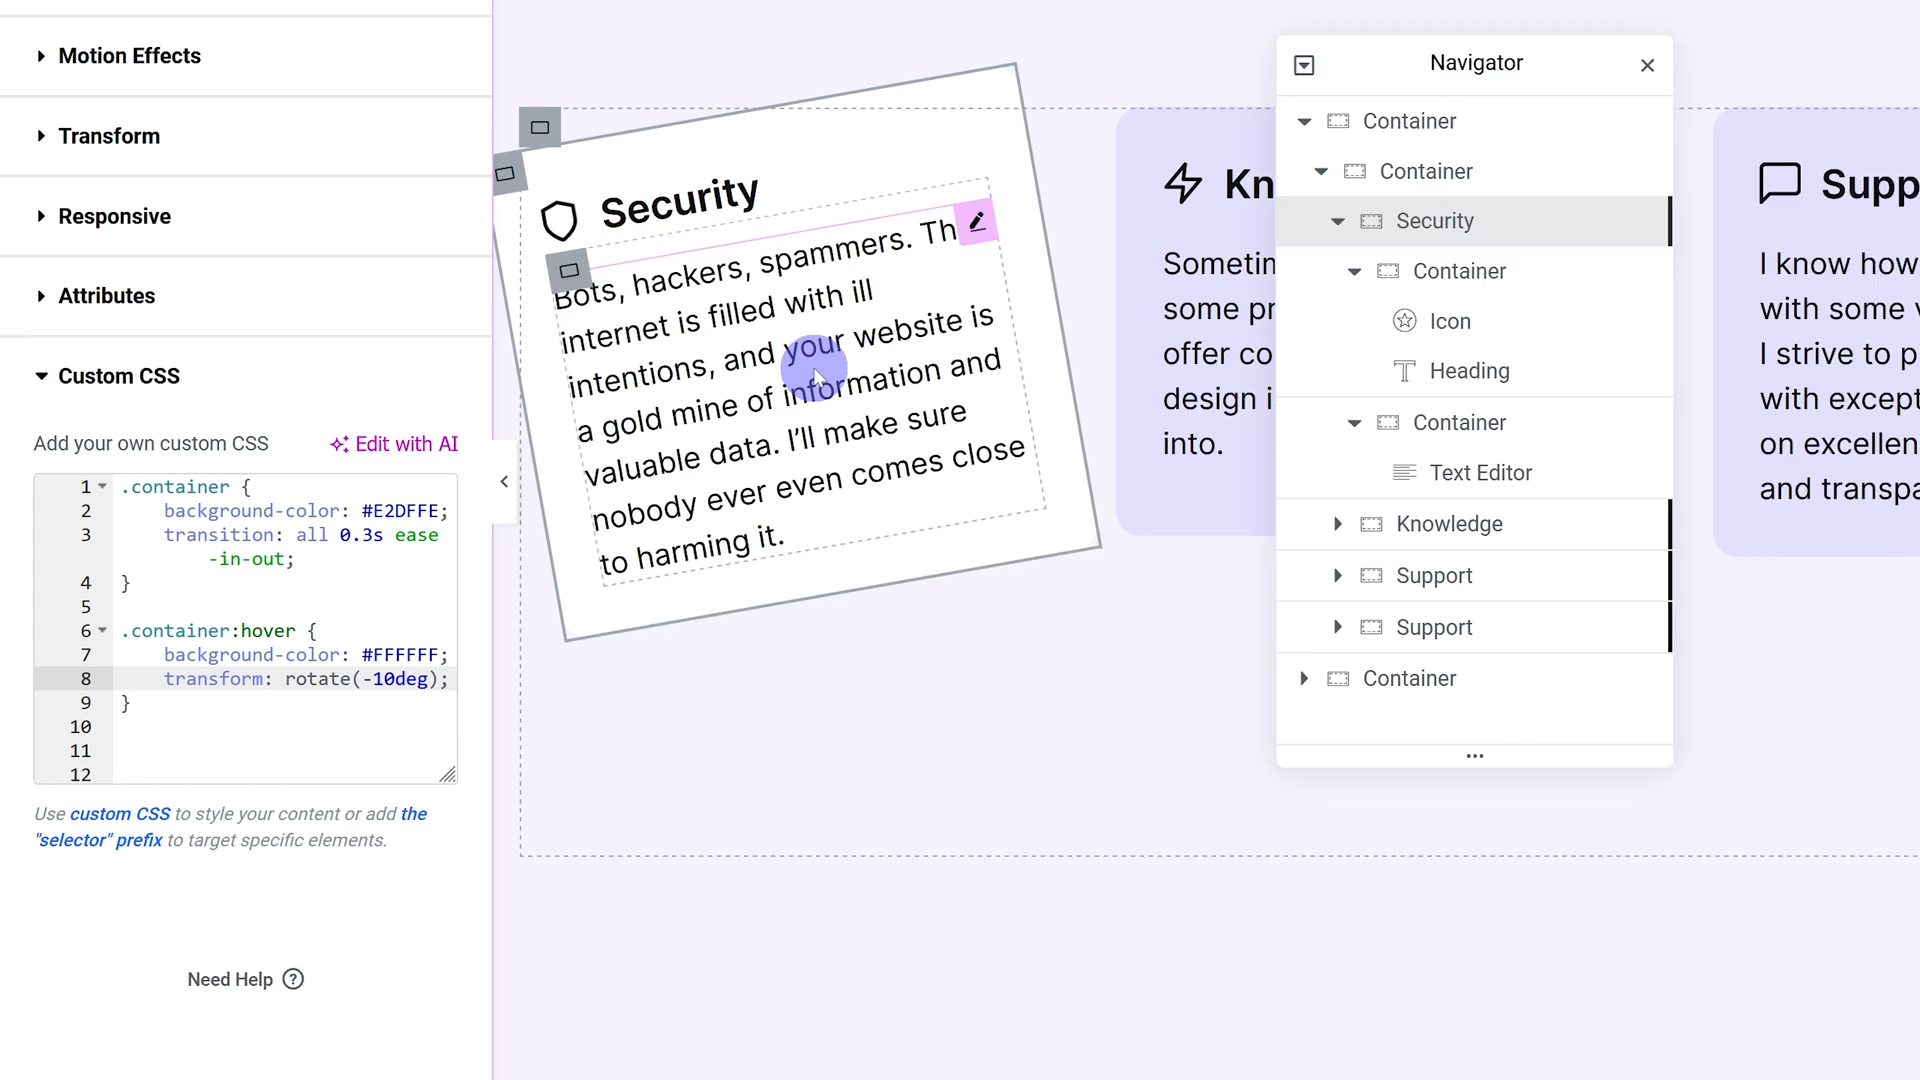 Motion Effects
Transform
Responsive
Attributes
Custom CSS
Add your own custom CSS
Edit with AI
1 .container {
2 background-color: #E2DFFE;
3 transition: all 0.3s ease
-in-out;
4 }
5
6 .container:hover {
7 background-color: #FFFFFF;
8 transform: rotate(-10deg);
9 }
10
11
12
Use custom CSS to style your content or add the
"selector" prefix to target specific elements.
Need Help ?
Security
Bots, hackers, spammers. Th
internet is filled with ill
intentions, and your website is
a gold mine of information and
valuable data. I'll make sure
nobody ever even comes close
to harming it.
Kn
Sometim
some pr
offer co
design i
into.
Navigator
Container
Container
Security
Container
Icon
Heading
Container
Text Editor
Knowledge
Support
Support
Container
Supp
I know how
with some v
I strive to p
with except
on excellen
and transpa